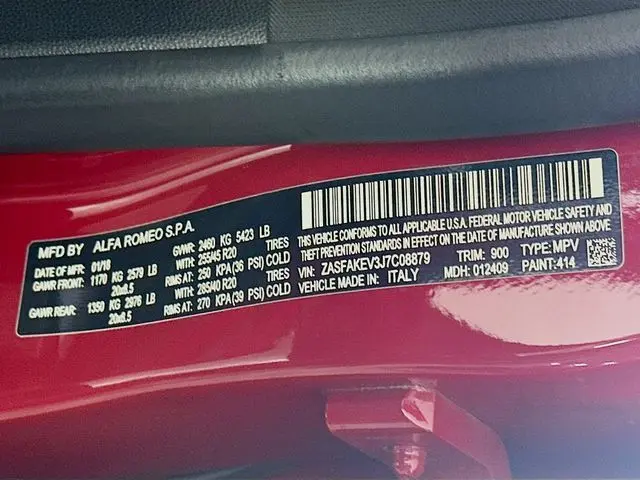 MFD BY ALFA ROMEO S.P.A.
DATE OF MFR: 01/18 GVWR: 2460 KG 5423 LB
GAWR FRONT: 1170 KG 2579 LB 255/45 R20 TIRES
20x8.5 RIMS AT: 250 KPA(36 PSI) COLD
GAWR REAR: 1350 KG 2976 LB 285/40 R20 TIRES
20x8.5 RIMS AT: 270 KPA(39 PSI) COLD
THIS VEHICLE CONFORMS TO ALL APPLICABLE U.S.A. FEDERAL MOTOR VEHICLE SAFETY AND
THEFT PREVENTION STANDARDS IN EFFECT ON THE DATE OF MANUFACTURE SHOWN ABOVE
VIN: ZASFAKEV3J7C08879 TRIM: 900 TYPE: MPV
VEHICLE MADE IN: ITALY MDH: 012409 PAINT: 414